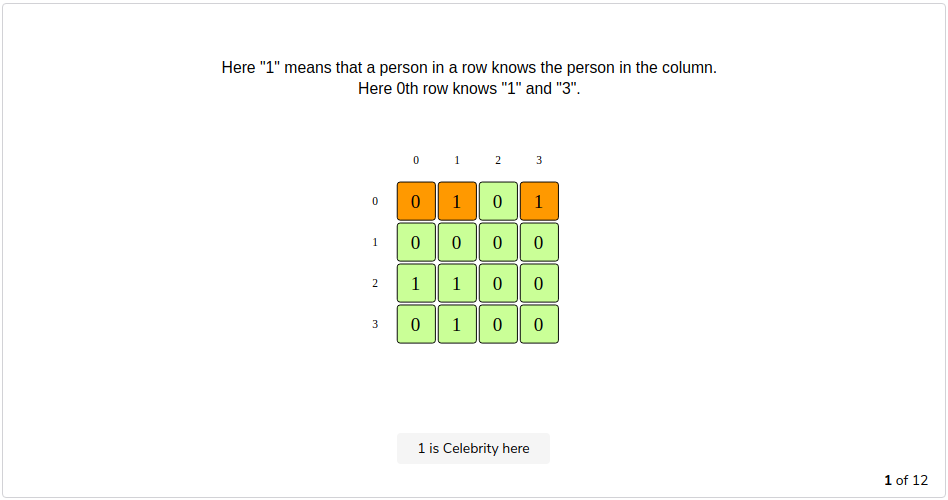 Here "1" means that a person in a row knows the person in the column.
Here 0th row knows "1" and "3".
0 1 2 3
0 0 1 0 1
1 0 0 0 0
2 1 1 0 0
3 0 1 0 0
1 is Celebrity here
1 of 12